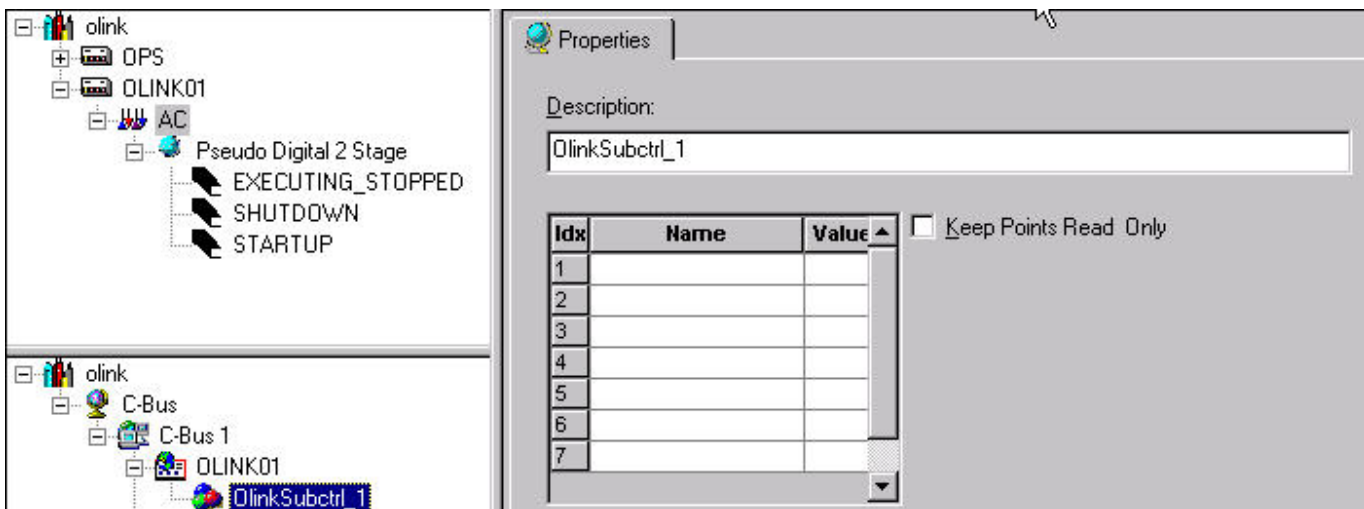 olink
OPS
OLINK01
AC
Pseudo Digital 2 Stage
EXECUTING_STOPPED
SHUTDOWN
STARTUP
olink
C-Bus
C-Bus 1
OLINK01
OlinkSubctrl_1
Properties
Description:
OlinkSubctrl_1
Idx Name Value
1
2
3
4
5
6
7
Keep Points Read Only